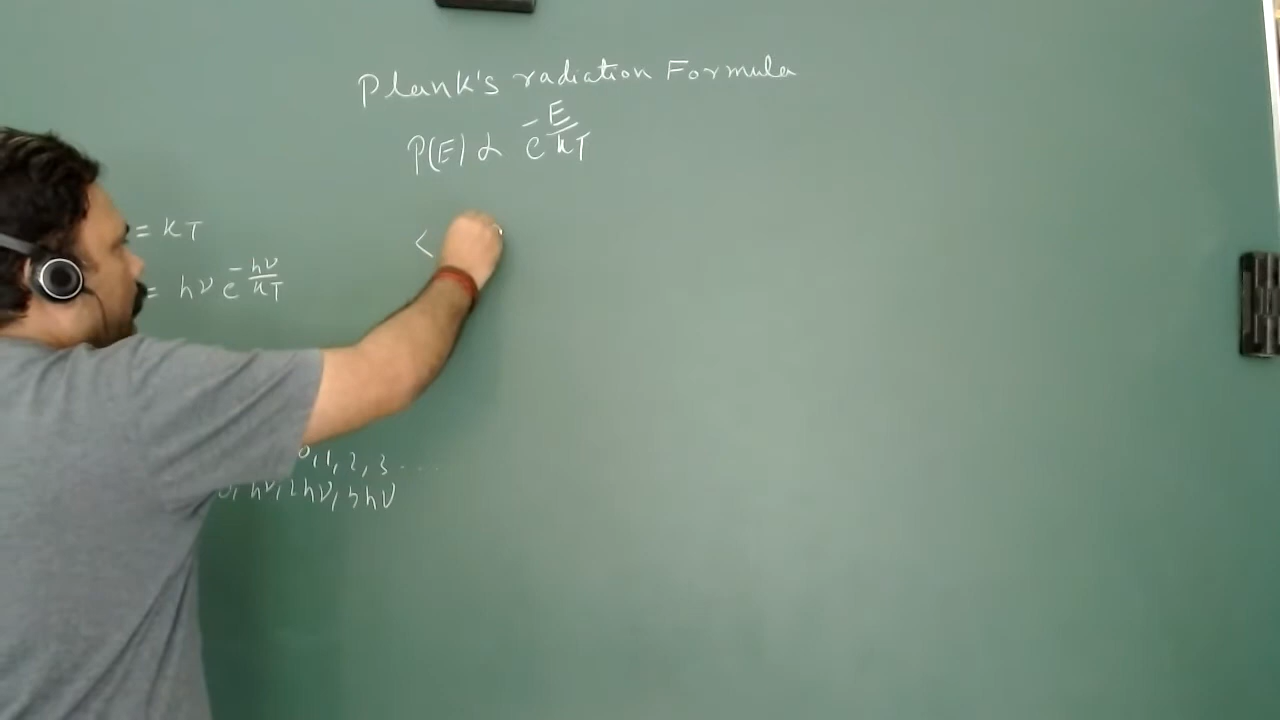 Plank's radiation Formula
P(E) ∝ e^{-E/kT}
= kT
<
= hν e^{-hν/kT}
0, 1, 2, 3 ....
0, hν, 2hν, 3hν